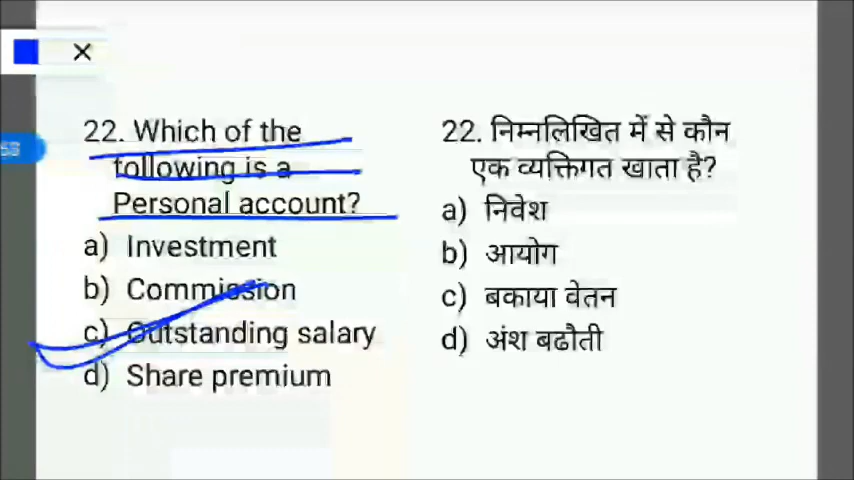 58
22. Which of the
following is a
Personal account?
a) Investment
b) Commission
c) Outstanding salary
d) Share premium
22. निम्नलिखित में से कौन
एक व्यक्तिगत खाता है?
a) निवेश
b) आयोग
c) बकाया वेतन
d) अंश बढौती